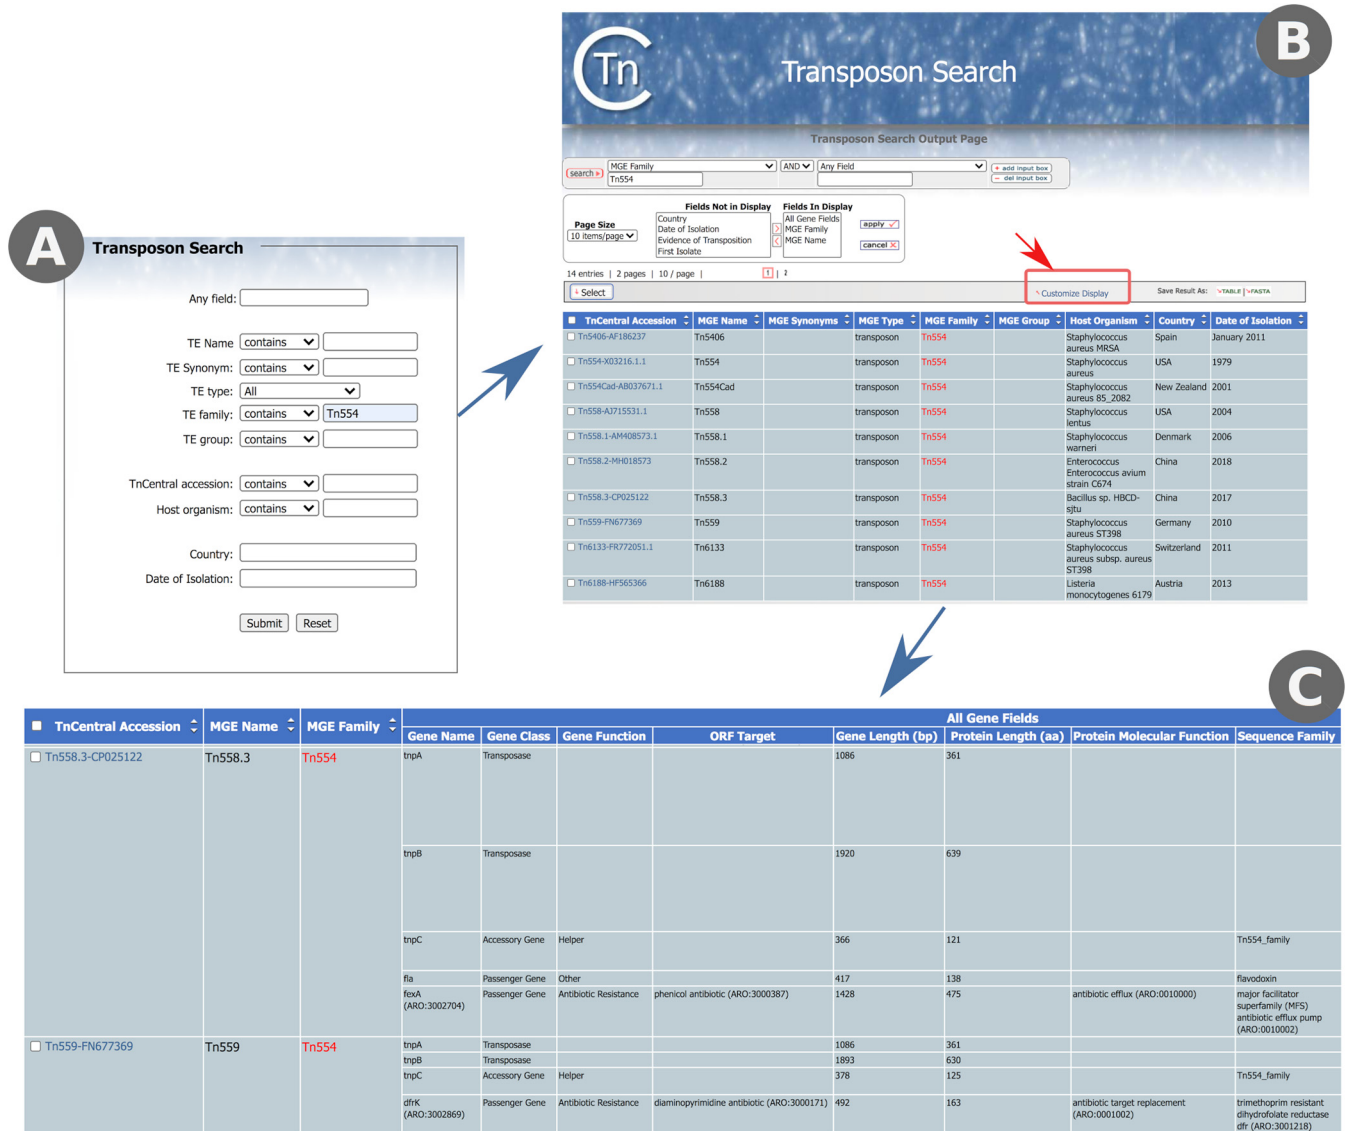 A
Transposon Search
Any field:
TE Name contains
TE Synonym: contains
TE type: All
TE family: contains Tn554
TE group: contains
TnCentral accession: contains
Host organism: contains
Country:
Date of Isolation:
Submit Reset
B
Tn
Transposon Search
Transposon Search Output Page
search MGE Family AND Any Field + add input box
Tn554 - del input box
Fields Not in Display Fields In Display
Page Size
10 items/page
Country
Date of Isolation
Evidence of Transposition
First Isolate
>
<
All Gene Fields
MGE Family
MGE Name
apply
cancel
14 entries | 2 pages | 10 / page | 1 | 2
Select Customize Display Save Result As: TABLE | FASTA
TnCentral Accession MGE Name MGE Synonyms MGE Type MGE Family MGE Group Host Organism Country Date of Isolation
Tn5406-AF186237 Tn5406 transposon Tn554 Staphylococcus Spain January 2011
aureus MRSA
Tn554-X03216.1.1 Tn554 transposon Tn554 Staphylococcus USA 1979
aureus
Tn554Cad-AB037671.1 Tn554Cad transposon Tn554 Staphylococcus New Zealand 2001
aureus 85_2082
Tn558-AJ715531.1 Tn558 transposon Tn554 Staphylococcus USA 2004
lentus
Tn558.1-AM408573.1 Tn558.1 transposon Tn554 Staphylococcus Denmark 2006
warneri
Tn558.2-MH018573 Tn558.2 transposon Tn554 Enterococcus China 2018
Enterococcus avium
strain C674
Tn558.3-CP025122 Tn558.3 transposon Tn554 Bacillus sp. HBCD- China 2017
sjtu
Tn559-FN677369 Tn559 transposon Tn554 Staphylococcus Germany 2010
aureus ST398
Tn6133-FR772051.1 Tn6133 transposon Tn554 Staphylococcus Switzerland 2011
aureus subsp. aureus
ST398
Tn6188-HF565366 Tn6188 transposon Tn554 Listeria Austria 2013
monocytogenes 6179
C
TnCentral Accession MGE Name MGE Family All Gene Fields
Gene Name Gene Class Gene Function ORF Target Gene Length (bp) Protein Length (aa) Protein Molecular Function Sequence Family
Tn558.3-CP025122 Tn558.3 Tn554 tnpA Transposase 1086 361
tnpB Transposase 1920 639
tnpC Accessory Gene Helper 366 121 Tn554_family
fla Passenger Gene Other 417 138 flavodoxin
fexA Passenger Gene Antibiotic Resistance phenicol antibiotic (ARO:3000387) 1428 475 antibiotic efflux (ARO:0010000) major facilitator
(ARO:3002704) superfamily (MFS)
antibiotic efflux pump
(ARO:0010002)
Tn559-FN677369 Tn559 Tn554 tnpA Transposase 1086 361
tnpB Transposase 1893 630
tnpC Accessory Gene Helper 378 125 Tn554_family
dfrK Passenger Gene Antibiotic Resistance diaminopyrimidine antibiotic (ARO:3000171) 492 163 antibiotic target replacement trimethoprim resistant
(ARO:3002869) (ARO:0001002) dihydrofolate reductase
dfr (ARO:3001218)